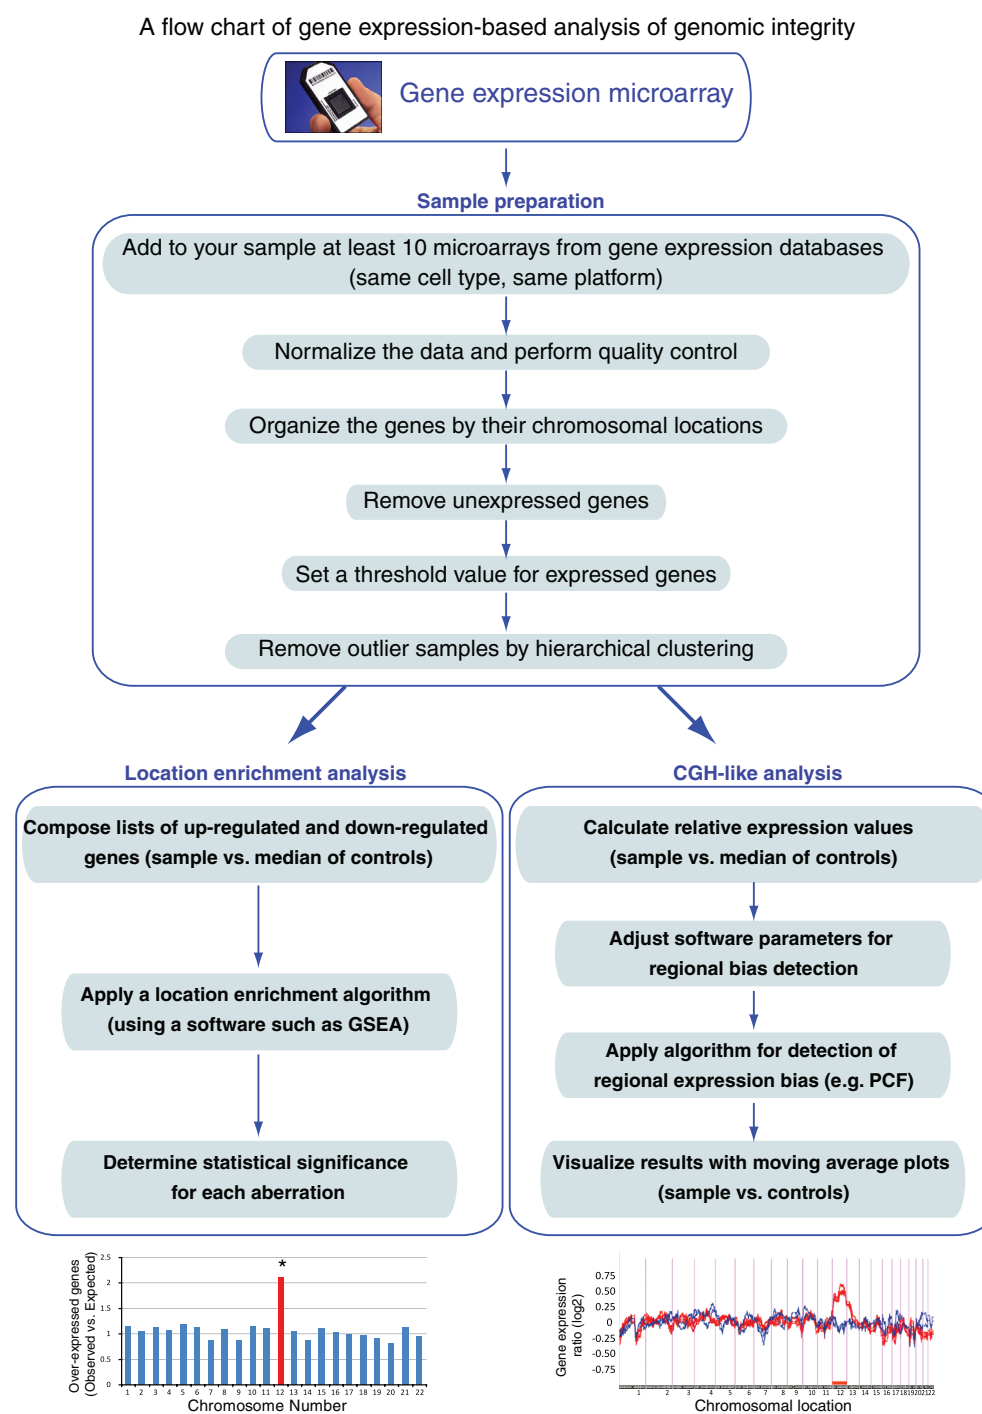 A flow chart of gene expression-based analysis of genomic integrity
Gene expression microarray
Sample preparation
Add to your sample at least 10 microarrays from gene expression databases
(same cell type, same platform)
Normalize the data and perform quality control
Organize the genes by their chromosomal locations
Remove unexpressed genes
Set a threshold value for expressed genes
Remove outlier samples by hierarchical clustering
Location enrichment analysis
Compose lists of up-regulated and down-regulated
genes (sample vs. median of controls)
Apply a location enrichment algorithm
(using a software such as GSEA)
Determine statistical significance
for each aberration
CGH-like analysis
Calculate relative expression values
(sample vs. median of controls)
Adjust software parameters for
regional bias detection
Apply algorithm for detection of
regional expression bias (e.g. PCF)
Visualize results with moving average plots
(sample vs. controls)
Over-expressed genes
(Observed vs. Expected)
2.5
2
1.5
1
0.5
0
*
1 2 3 4 5 6 7 8 9 10 11 12 13 14 15 16 17 18 19 20 21 22
Chromosome Number
Gene expression
ratio (log2)
0.75
0.50
0.25
0
-0.25
-0.50
-0.75
1 2 3 4 5 6 7 8 9 10 11 12 13 14 15 16 17 18 19 20 21 22
Chromosomal location